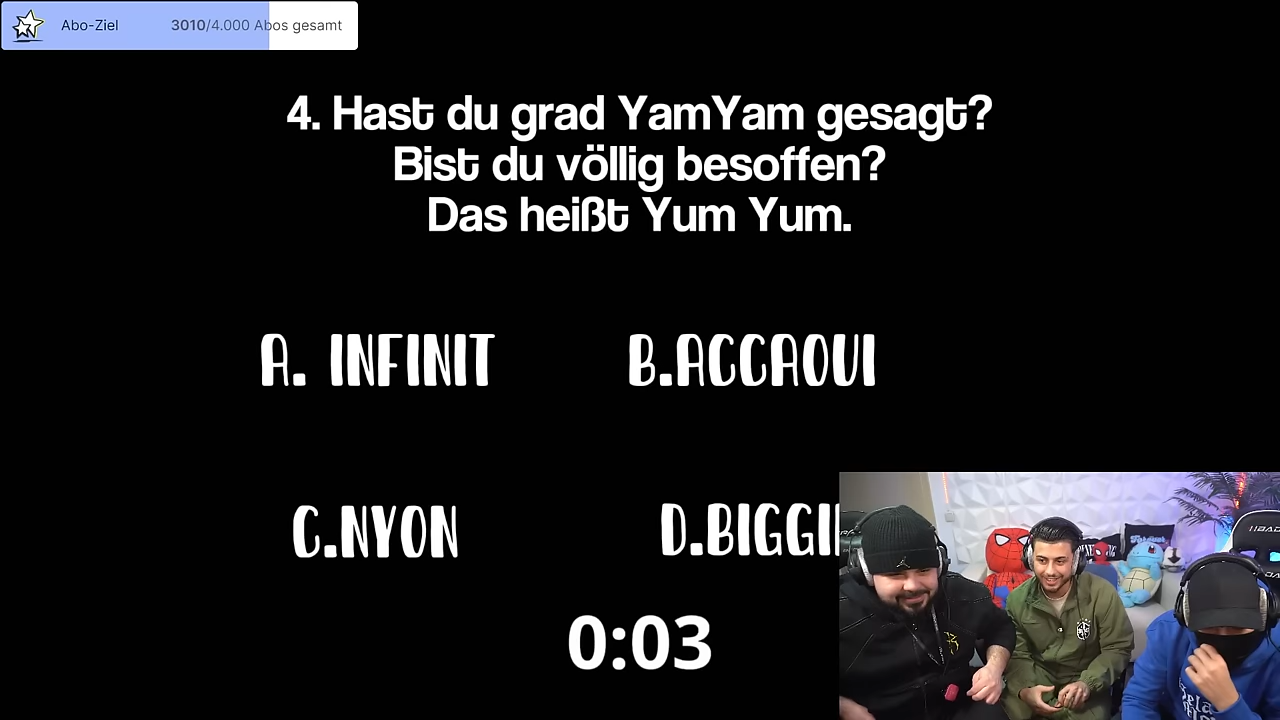 Abo-Ziel 3010/4.000 Abos gesamt
4. Hast du grad YamYam gesagt?
Bist du völlig besoffen?
Das heißt Yum Yum.
A. INFINIT B.ACCAOUI
C.NYON
0:03